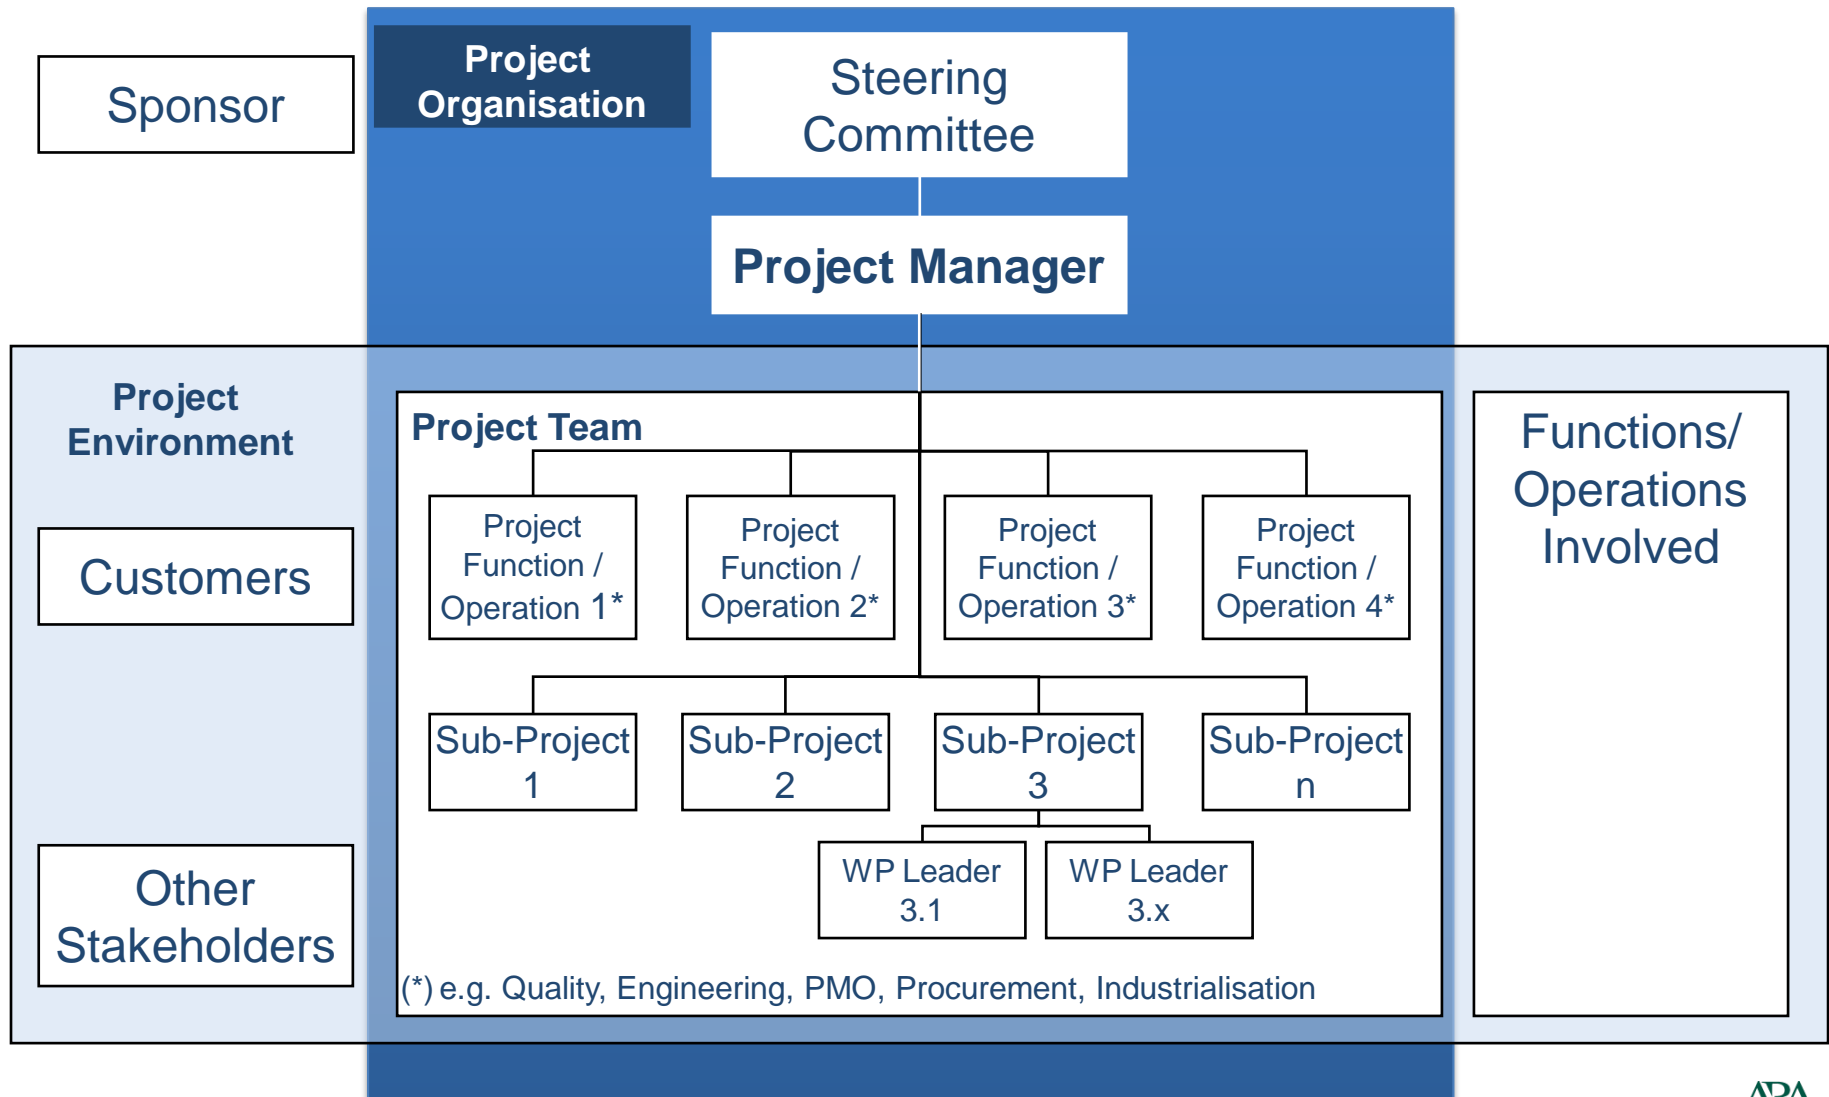 Sponsor
Project
Organisation
Steering
Committee
Project Manager
Project
Environment
Customers
Other
Stakeholders
Project Team
Project
Function /
Operation 1*
Project
Function /
Operation 2*
Project
Function /
Operation 3*
Project
Function /
Operation 4*
Sub-Project
1
Sub-Project
2
Sub-Project
3
Sub-Project
n
WP Leader
3.1
WP Leader
3.x
(*) e.g. Quality, Engineering, PMO, Procurement, Industrialisation
Functions/
Operations
Involved